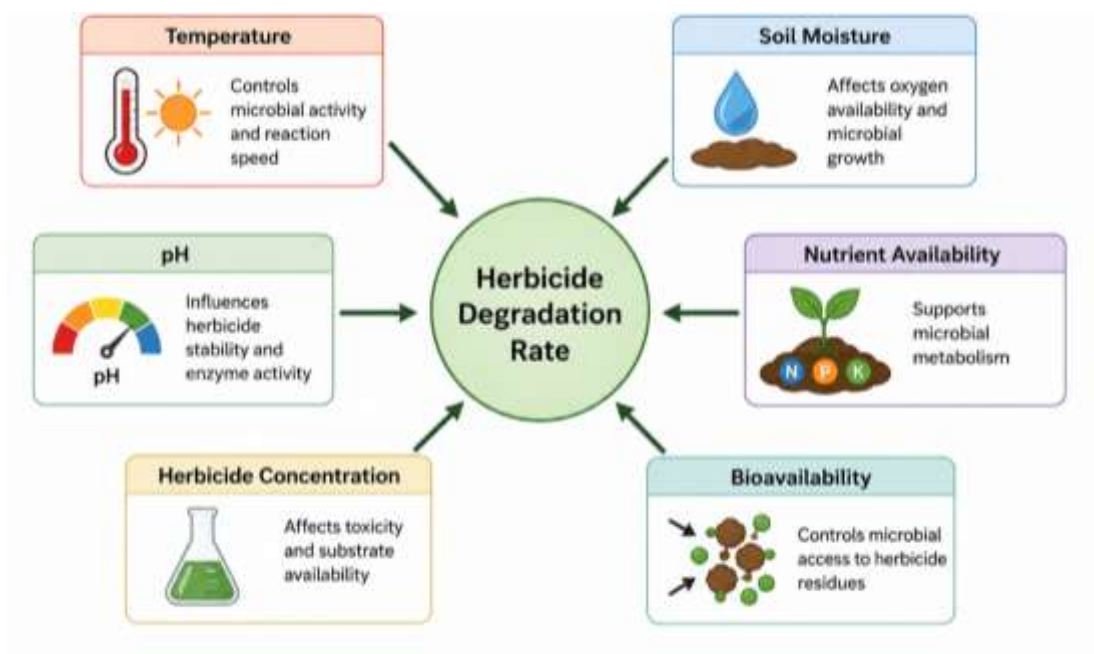 Temperature
Controls
microbial activity
and reaction
speed
Soil Moisture
Affects oxygen
availability and
microbial
growth
pH
Influences
herbicide
stability and
enzyme activity
pH
Herbicide
Degradation
Rate
Nutrient Availability
Supports
microbial
metabolism
N P K
Herbicide Concentration
Affects toxicity
and substrate
availability
Bioavailability
Controls microbial
access to herbicide
residues